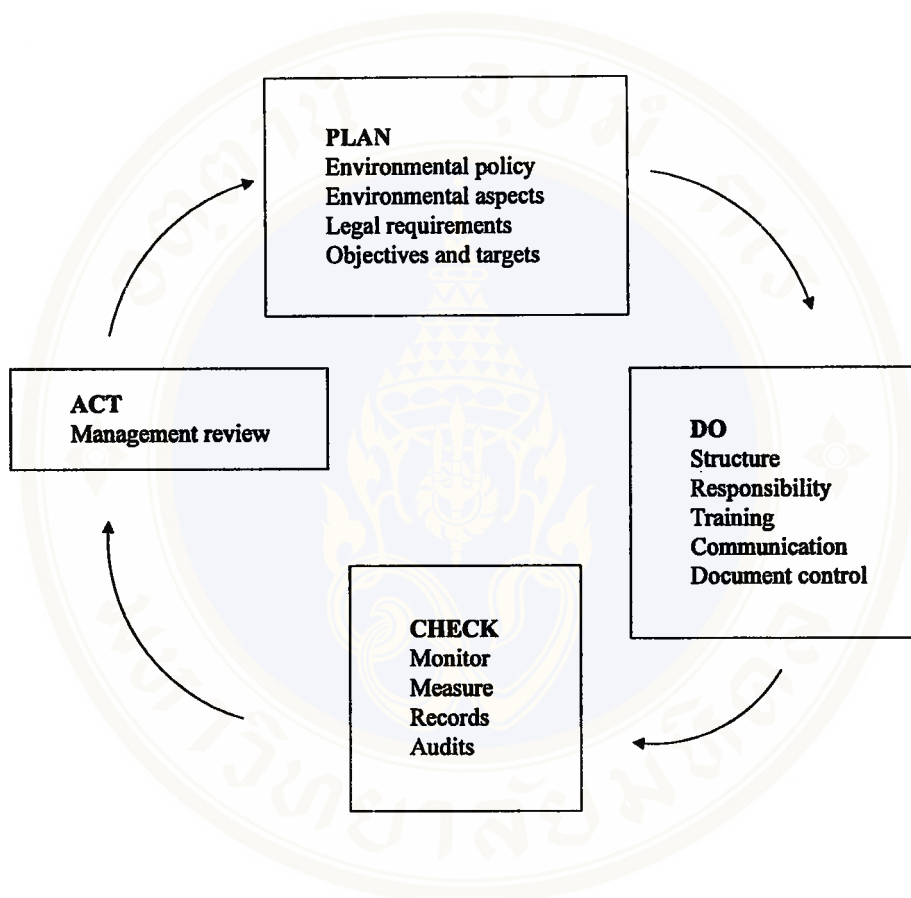 PLAN
Environmental policy
Environmental aspects
Legal requirements
Objectives and targets
ACT
Management review
DO
Structure
Responsibility
Training
Communication
Document control
CHECK
Monitor
Measure
Records
Audits